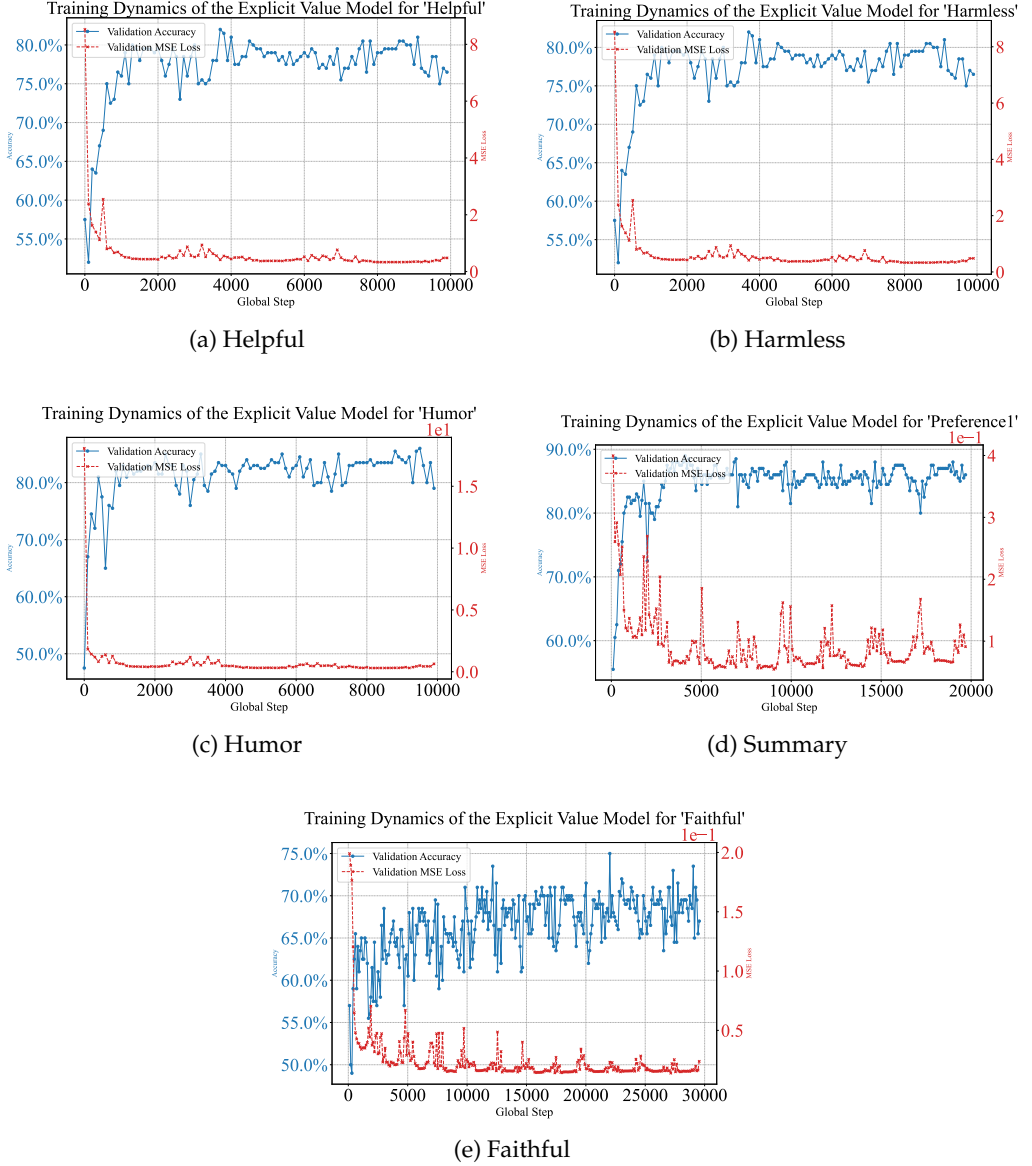 Training Dynamics of the Explicit Value Model for 'Helpful'
Validation Accuracy
Validation MSE Loss
80.0%
75.0%
70.0%
65.0%
60.0%
55.0%
Accuracy
8
6
4
2
0
MSE Loss
0 2000 4000 6000 8000 10000
Global Step
(a) Helpful
Training Dynamics of the Explicit Value Model for 'Harmless'
Validation Accuracy
Validation MSE Loss
80.0%
75.0%
70.0%
65.0%
60.0%
55.0%
Accuracy
8
6
4
2
0
MSE Loss
0 2000 4000 6000 8000 10000
Global Step
(b) Harmless
Training Dynamics of the Explicit Value Model for 'Humor'
1e1
Validation Accuracy
Validation MSE Loss
80.0%
70.0%
60.0%
50.0%
Accuracy
1.5
1.0
0.5
0.0
MSE Loss
0 2000 4000 6000 8000 10000
Global Step
(c) Humor
Training Dynamics of the Explicit Value Model for 'Preference1'
1e−1
Validation Accuracy
Validation MSE Loss
90.0%
80.0%
70.0%
60.0%
Accuracy
4
3
2
1
MSE Loss
0 5000 10000 15000 20000
Global Step
(d) Summary
Training Dynamics of the Explicit Value Model for 'Faithful'
1e−1
Validation Accuracy
Validation MSE Loss
75.0%
70.0%
65.0%
60.0%
55.0%
50.0%
Accuracy
2.0
1.5
1.0
0.5
MSE Loss
0 5000 10000 15000 20000 25000 30000
Global Step
(e) Faithful